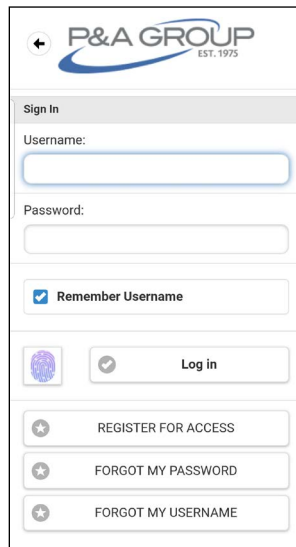 P&A GROUP
EST. 1975
Sign In
Username:
Password:
Remember Username
Log in
REGISTER FOR ACCESS
FORGOT MY PASSWORD
FORGOT MY USERNAME